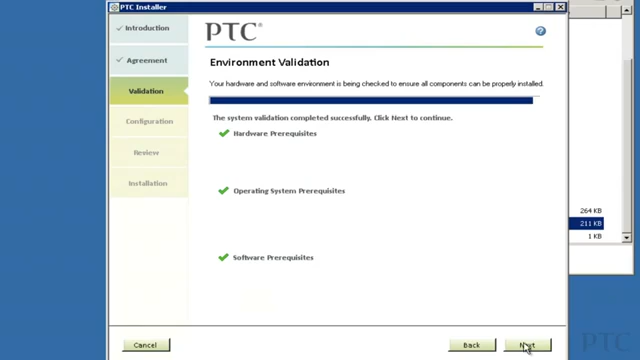 PTC Installer
Introduction
Agreement
Validation
Configuration
Review
Installation
PTC®
Environment Validation
Your hardware and software environment is being checked to ensure all components can be properly installed.
The system validation completed successfully. Click Next to continue.
Hardware Prerequisites
Operating System Prerequisites
Software Prerequisites
264 KB
211 KB
1 KB
Cancel
Back
Next
PTC